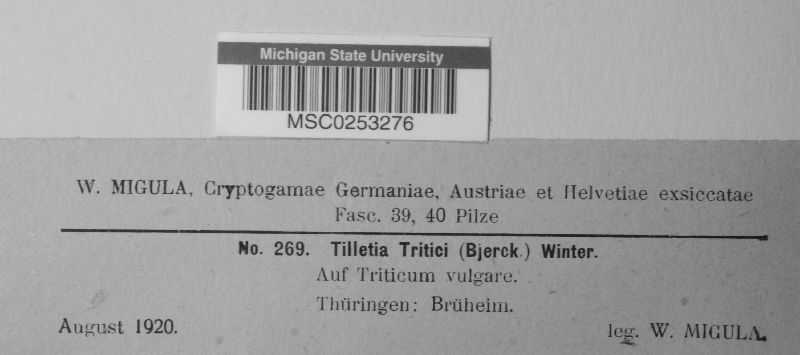 Michigan State University
MSC0253276
W. MIGULA, Cryptogamae Germaniae, Austriae et Helvetiae exsiccatae
Fasc. 39, 40 Pilze
No. 269. Tilletia Tritici (Bjerck.) Winter.
Auf Triticum vulgare.
Thüringen: Brüheim.
August 1920.
leg. W. MIGULA.